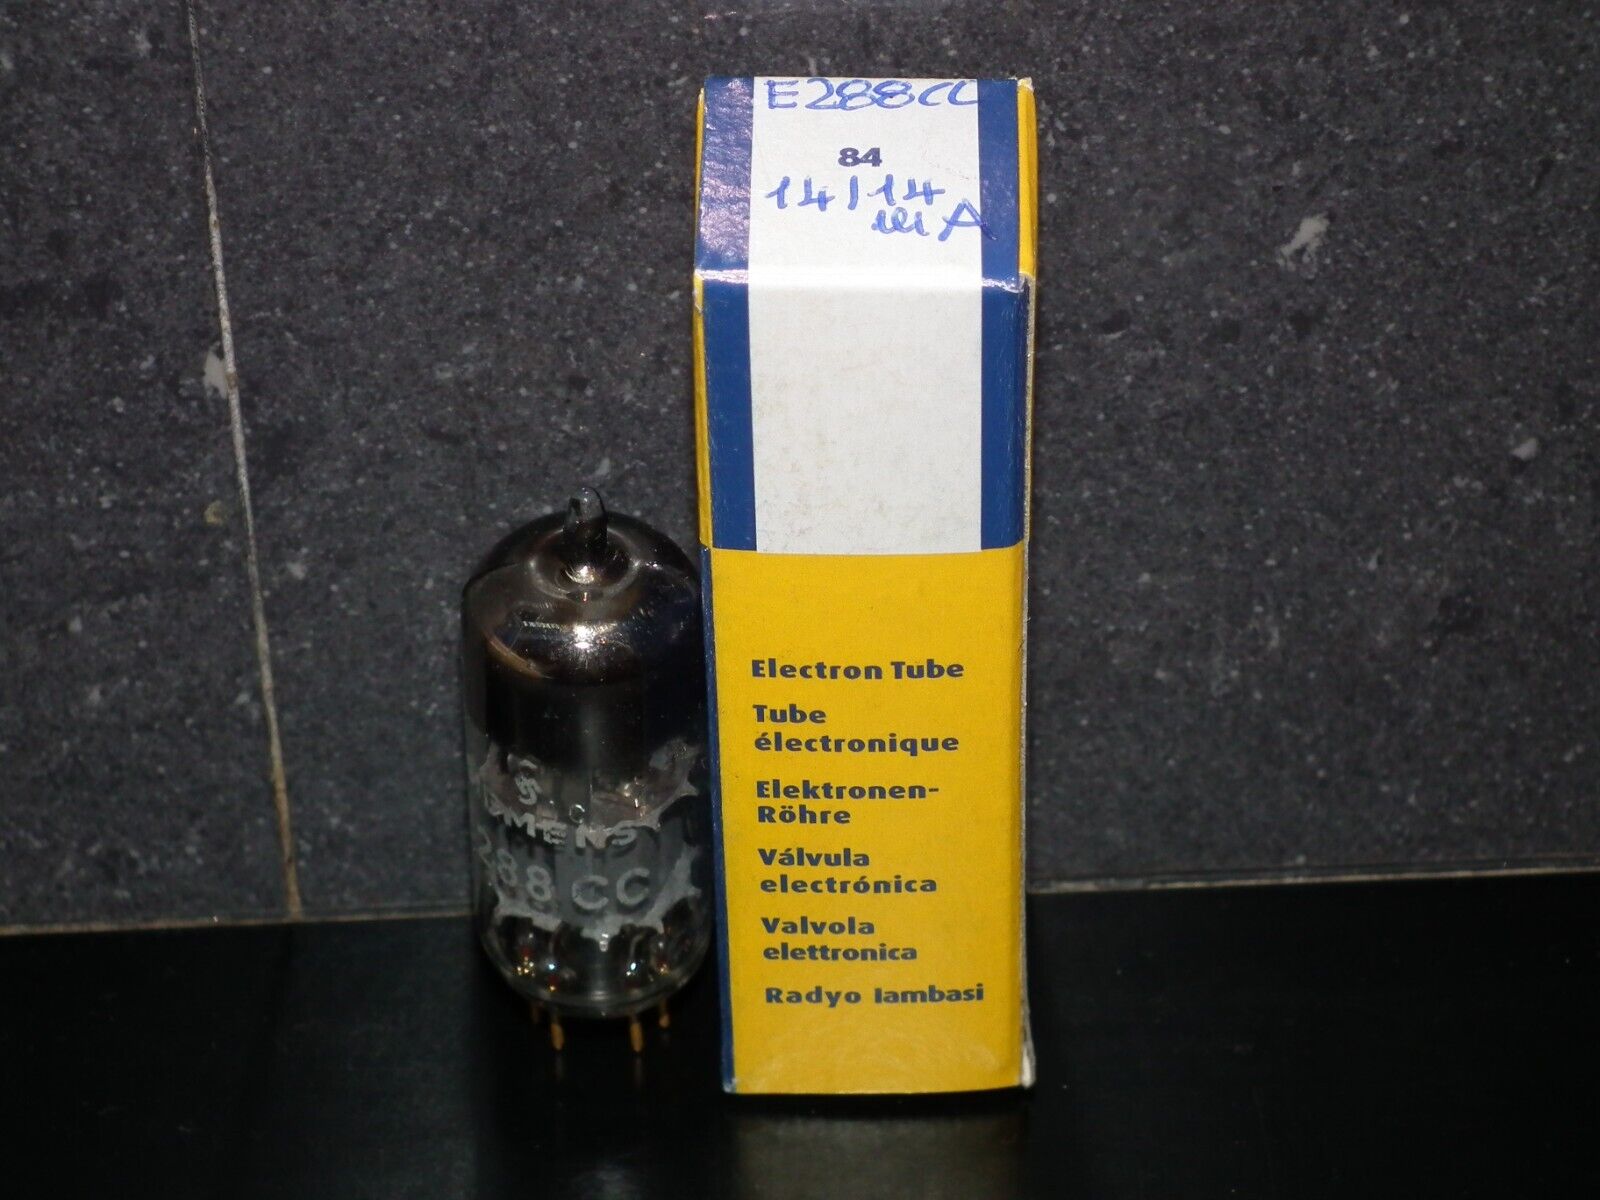 E288CC
84
14/14
mA
Electron Tube
Tube
électronique
Elektronen-
Röhre
Válvula
electrónica
Valvola
elettronica
Radyo lambasi
SIEMENS
288 CC